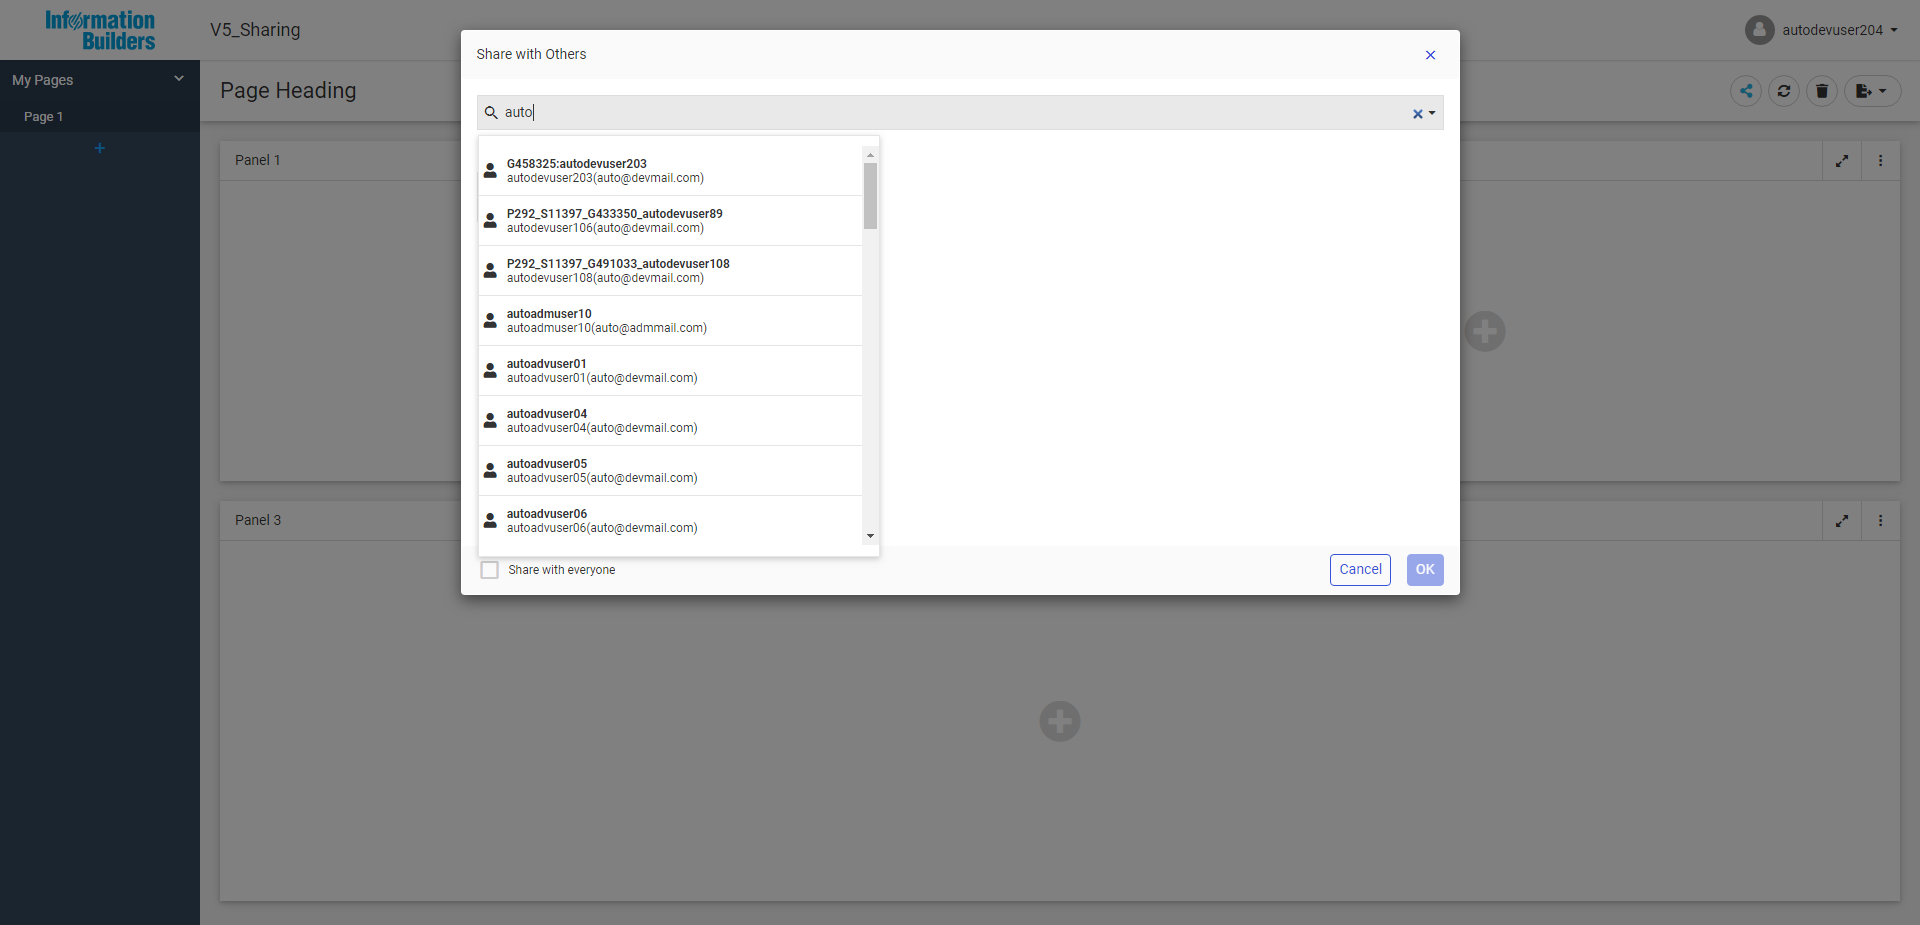 Information
Builders
V5_Sharing
autodevuser204
My Pages
Page 1
Page Heading
Panel 1
Panel 3
Share with Others
auto
G458325:autodevuser203
autodevuser203(auto@devmail.com)
P292_S11397_G433350_autodevuser89
autodevuser106(auto@devmail.com)
P292_S11397_G491033_autodevuser108
autodevuser108(auto@devmail.com)
autoadmuser10
autoadmuser10(auto@admmail.com)
autoadvuser01
autoadvuser01(auto@devmail.com)
autoadvuser04
autoadvuser04(auto@devmail.com)
autoadvuser05
autoadvuser05(auto@devmail.com)
autoadvuser06
autoadvuser06(auto@devmail.com)
Share with everyone
Cancel
OK